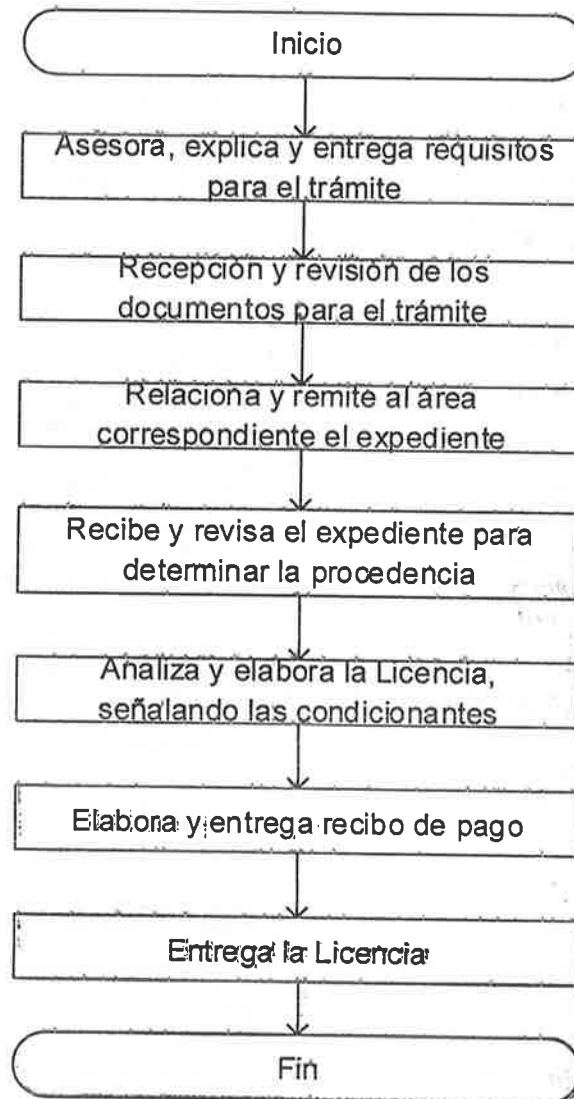 Inicio
Asesora, explica y entrega requisitos
para el trámite
Recepción y revisión de los
documentos para el trámite
Relaciona y remite al área
correspondiente el expediente
Recibe y revisa el expediente para
determinar la procedencia
Analiza y elabora la Licencia,
señalando las condicionantes
Elabora y entrega recibo de pago
Entrega la Licencia
Fin